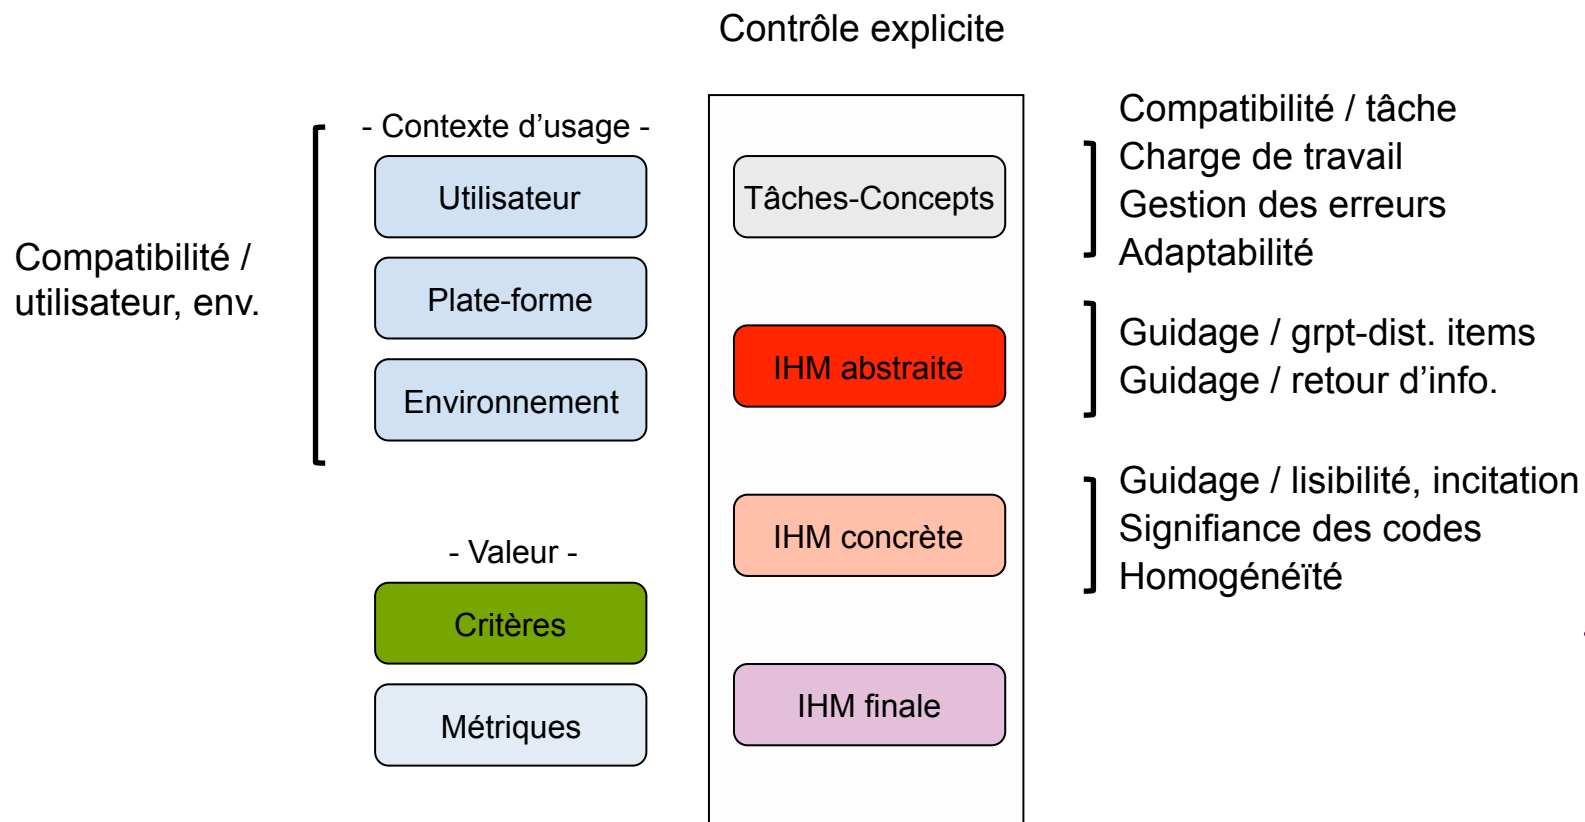 Contrôle explicite
Compatibilité /
utilisateur, env.
- Contexte d’usage -
Utilisateur
Plate-forme
Environnement
- Valeur -
Critères
Métriques
Tâches-Concepts
IHM abstraite
IHM concrète
IHM finale
Compatibilité / tâche
Charge de travail
Gestion des erreurs
Adaptabilité
Guidage / grpt-dist. items
Guidage / retour d’info.
Guidage / lisibilité, incitation
Signifiance des codes
Homogénéïté